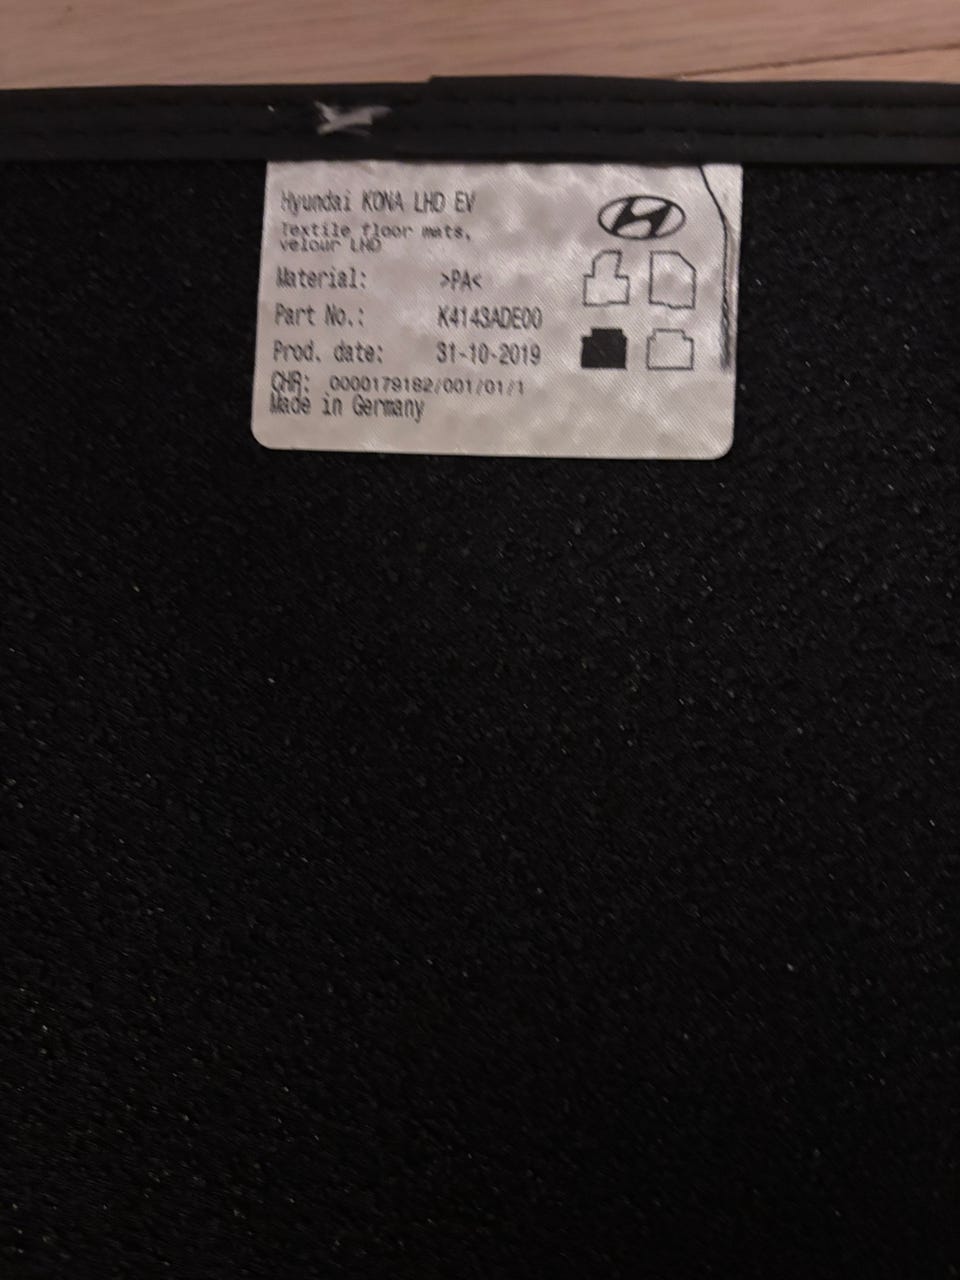 Hyundai KONA LHD EV
Textile floor mats,
velour LHD
Material: >PA<
Part No.: K4143ADE00
Prod. date: 31-10-2019
CHR: 0000179182/001/01/1
Made in Germany